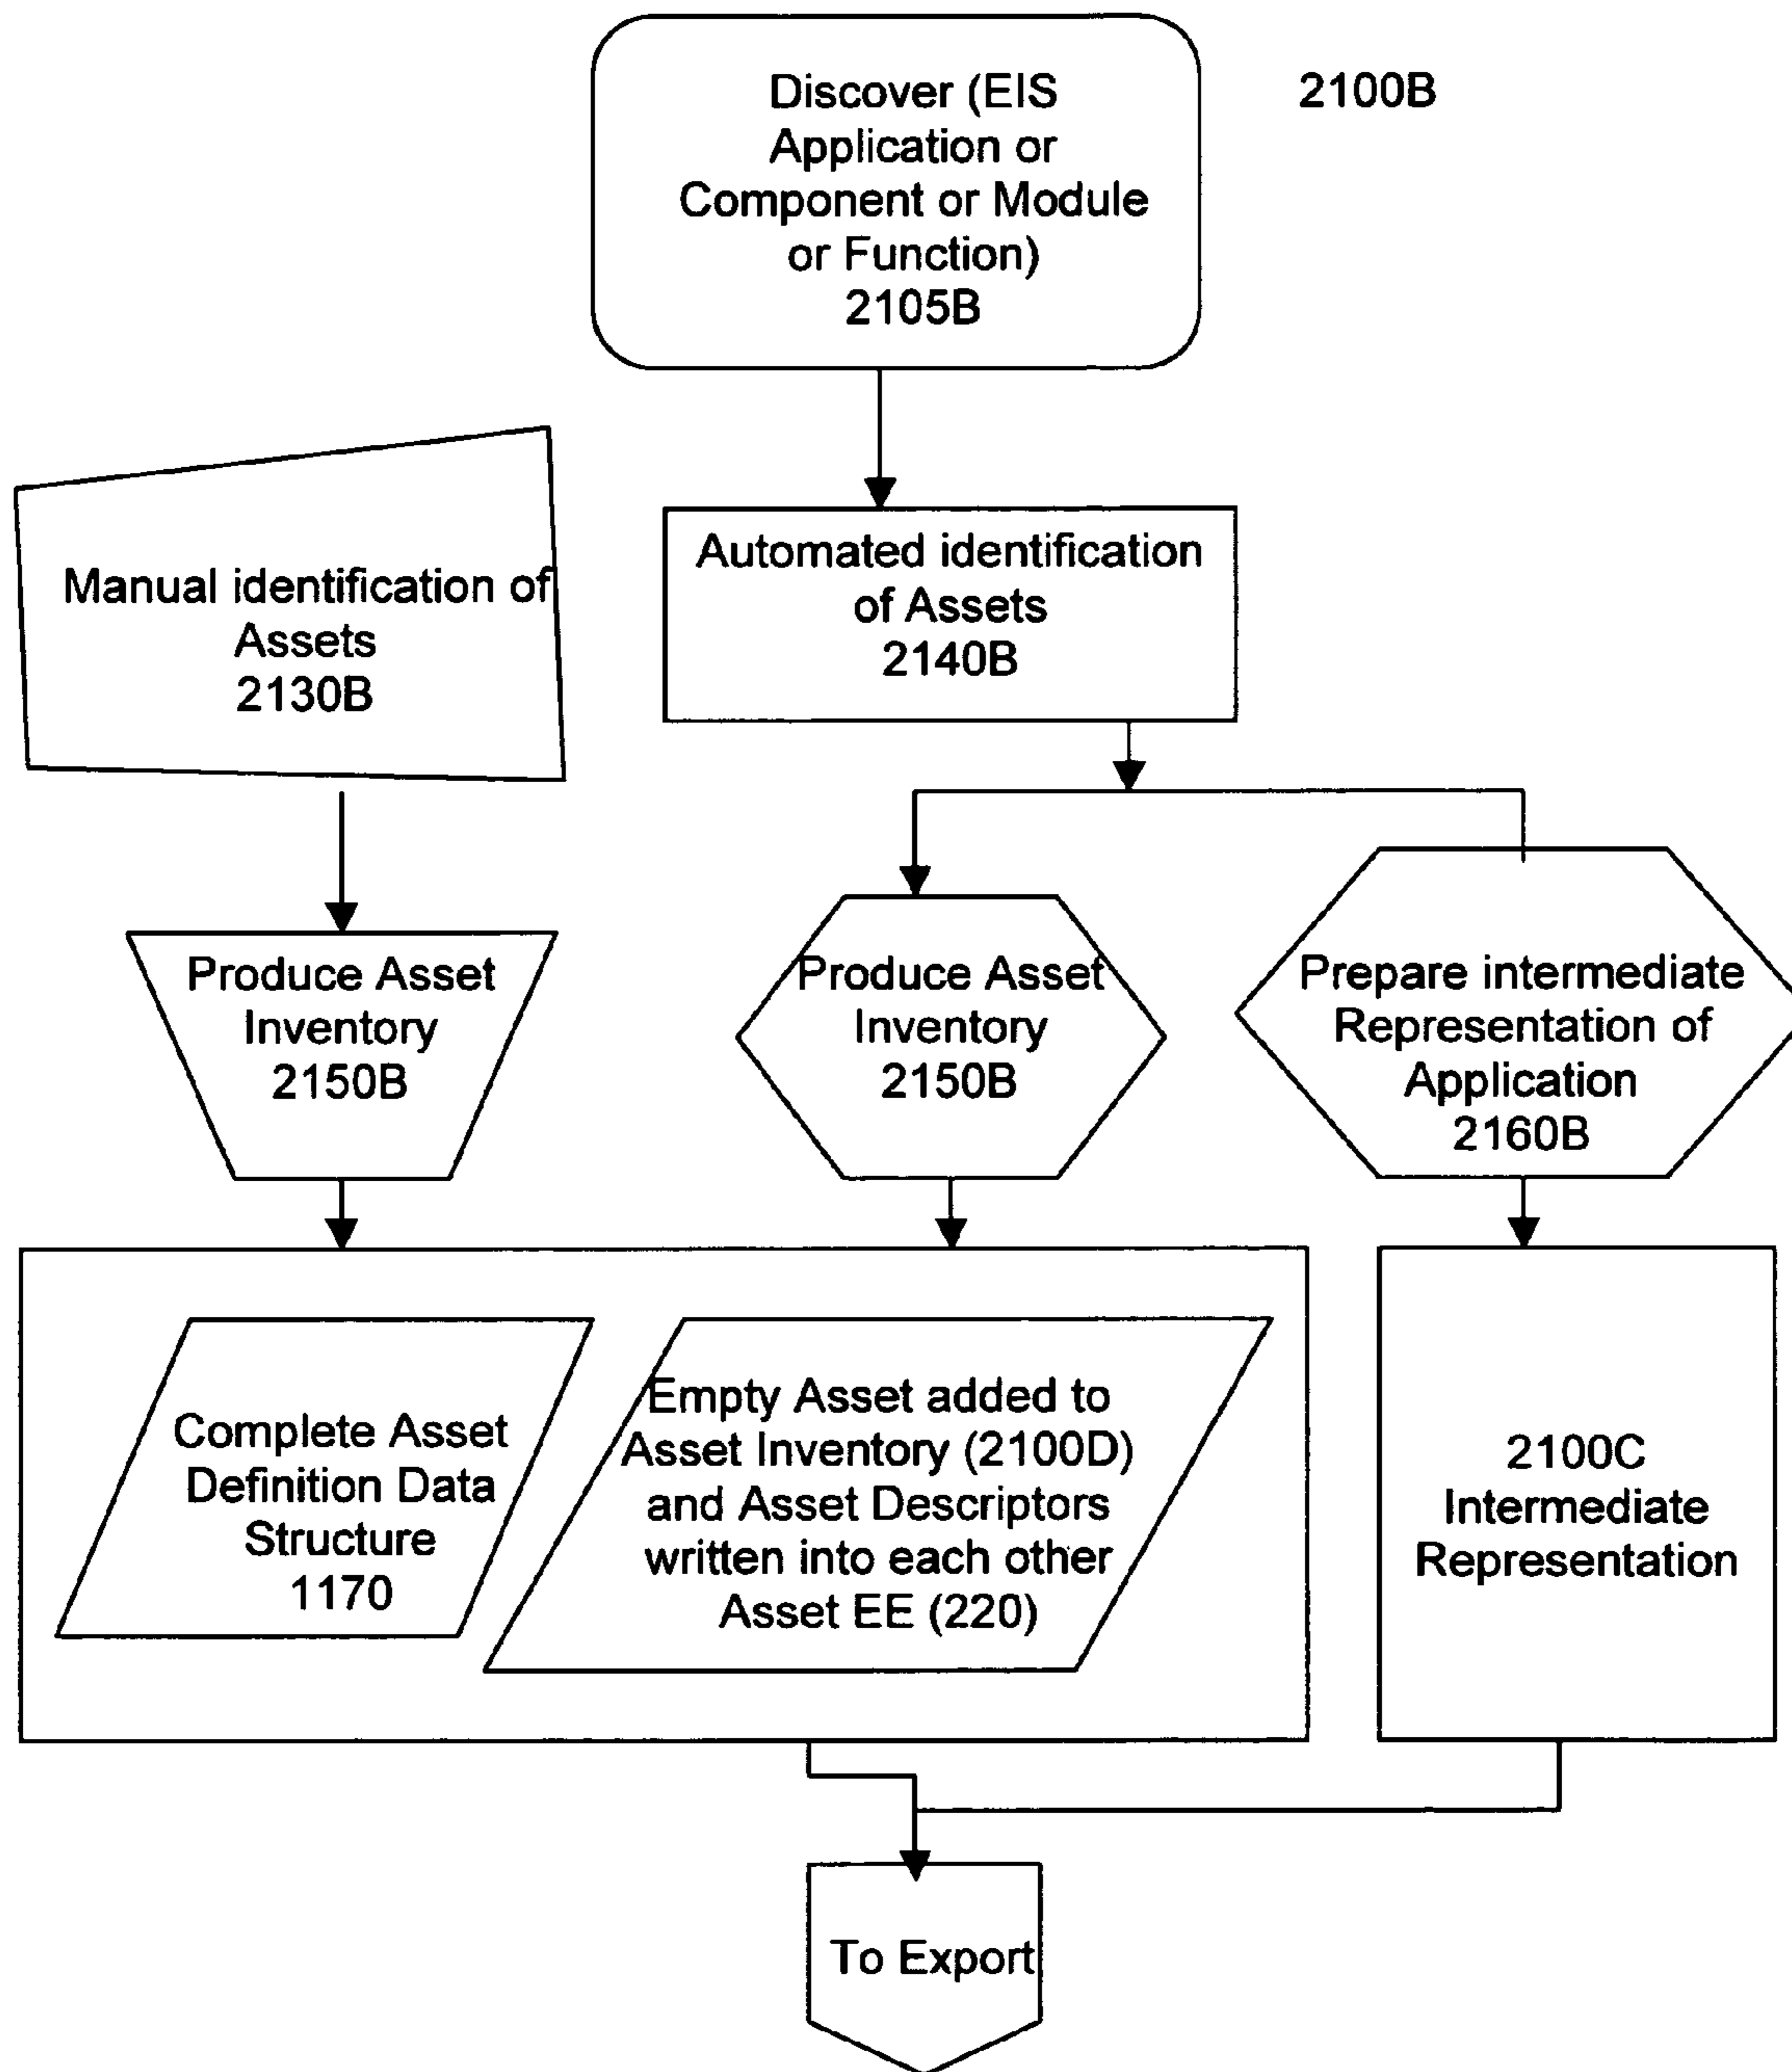 Discover (EIS
Application or
Component or Module
or Function)
2105B
2100B
Manual identification of
Assets
2130B
Automated identification
of Assets
2140B
Produce Asset
Inventory
2150B
Produce Asset
Inventory
2150B
Prepare intermediate
Representation of
Application
2160B
Complete Asset
Definition Data
Structure
1170
Empty Asset added to
Asset Inventory (2100D)
and Asset Descriptors
written into each other
Asset EE (220)
2100C
Intermediate
Representation
To Export